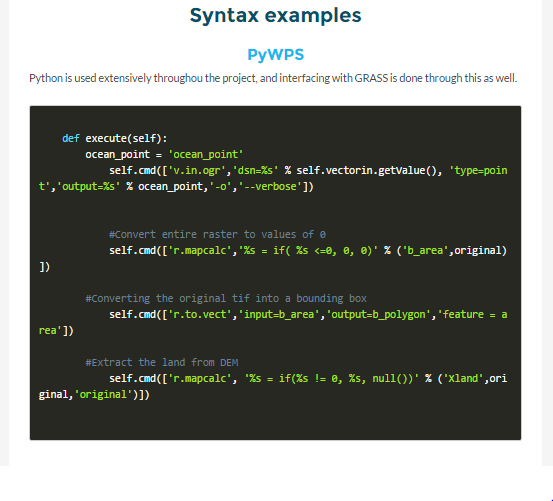 Syntax examples
PyWPS
Python is used extensively throughou the project, and interfacing with GRASS is done through this as well.
def execute(self):
ocean_point = 'ocean_point'
self.cmd(['v.in.ogr','dsn=%s' % self.vectorin.getValue(), 'type=poin
t','output=%s' % ocean_point,'-o','--verbose'])
#Convert entire raster to values of 0
self.cmd(['r.mapcalc','%s = if( %s <=0, 0, 0)' % ('b_area',original)
])
#Converting the original tif into a bounding box
self.cmd(['r.to.vect','input=b_area','output=b_polygon','feature = a
rea'])
#Extract the land from DEM
self.cmd(['r.mapcalc', '%s = if(%s != 0, %s, null())' % ('Xland',ori
ginal,'original')])